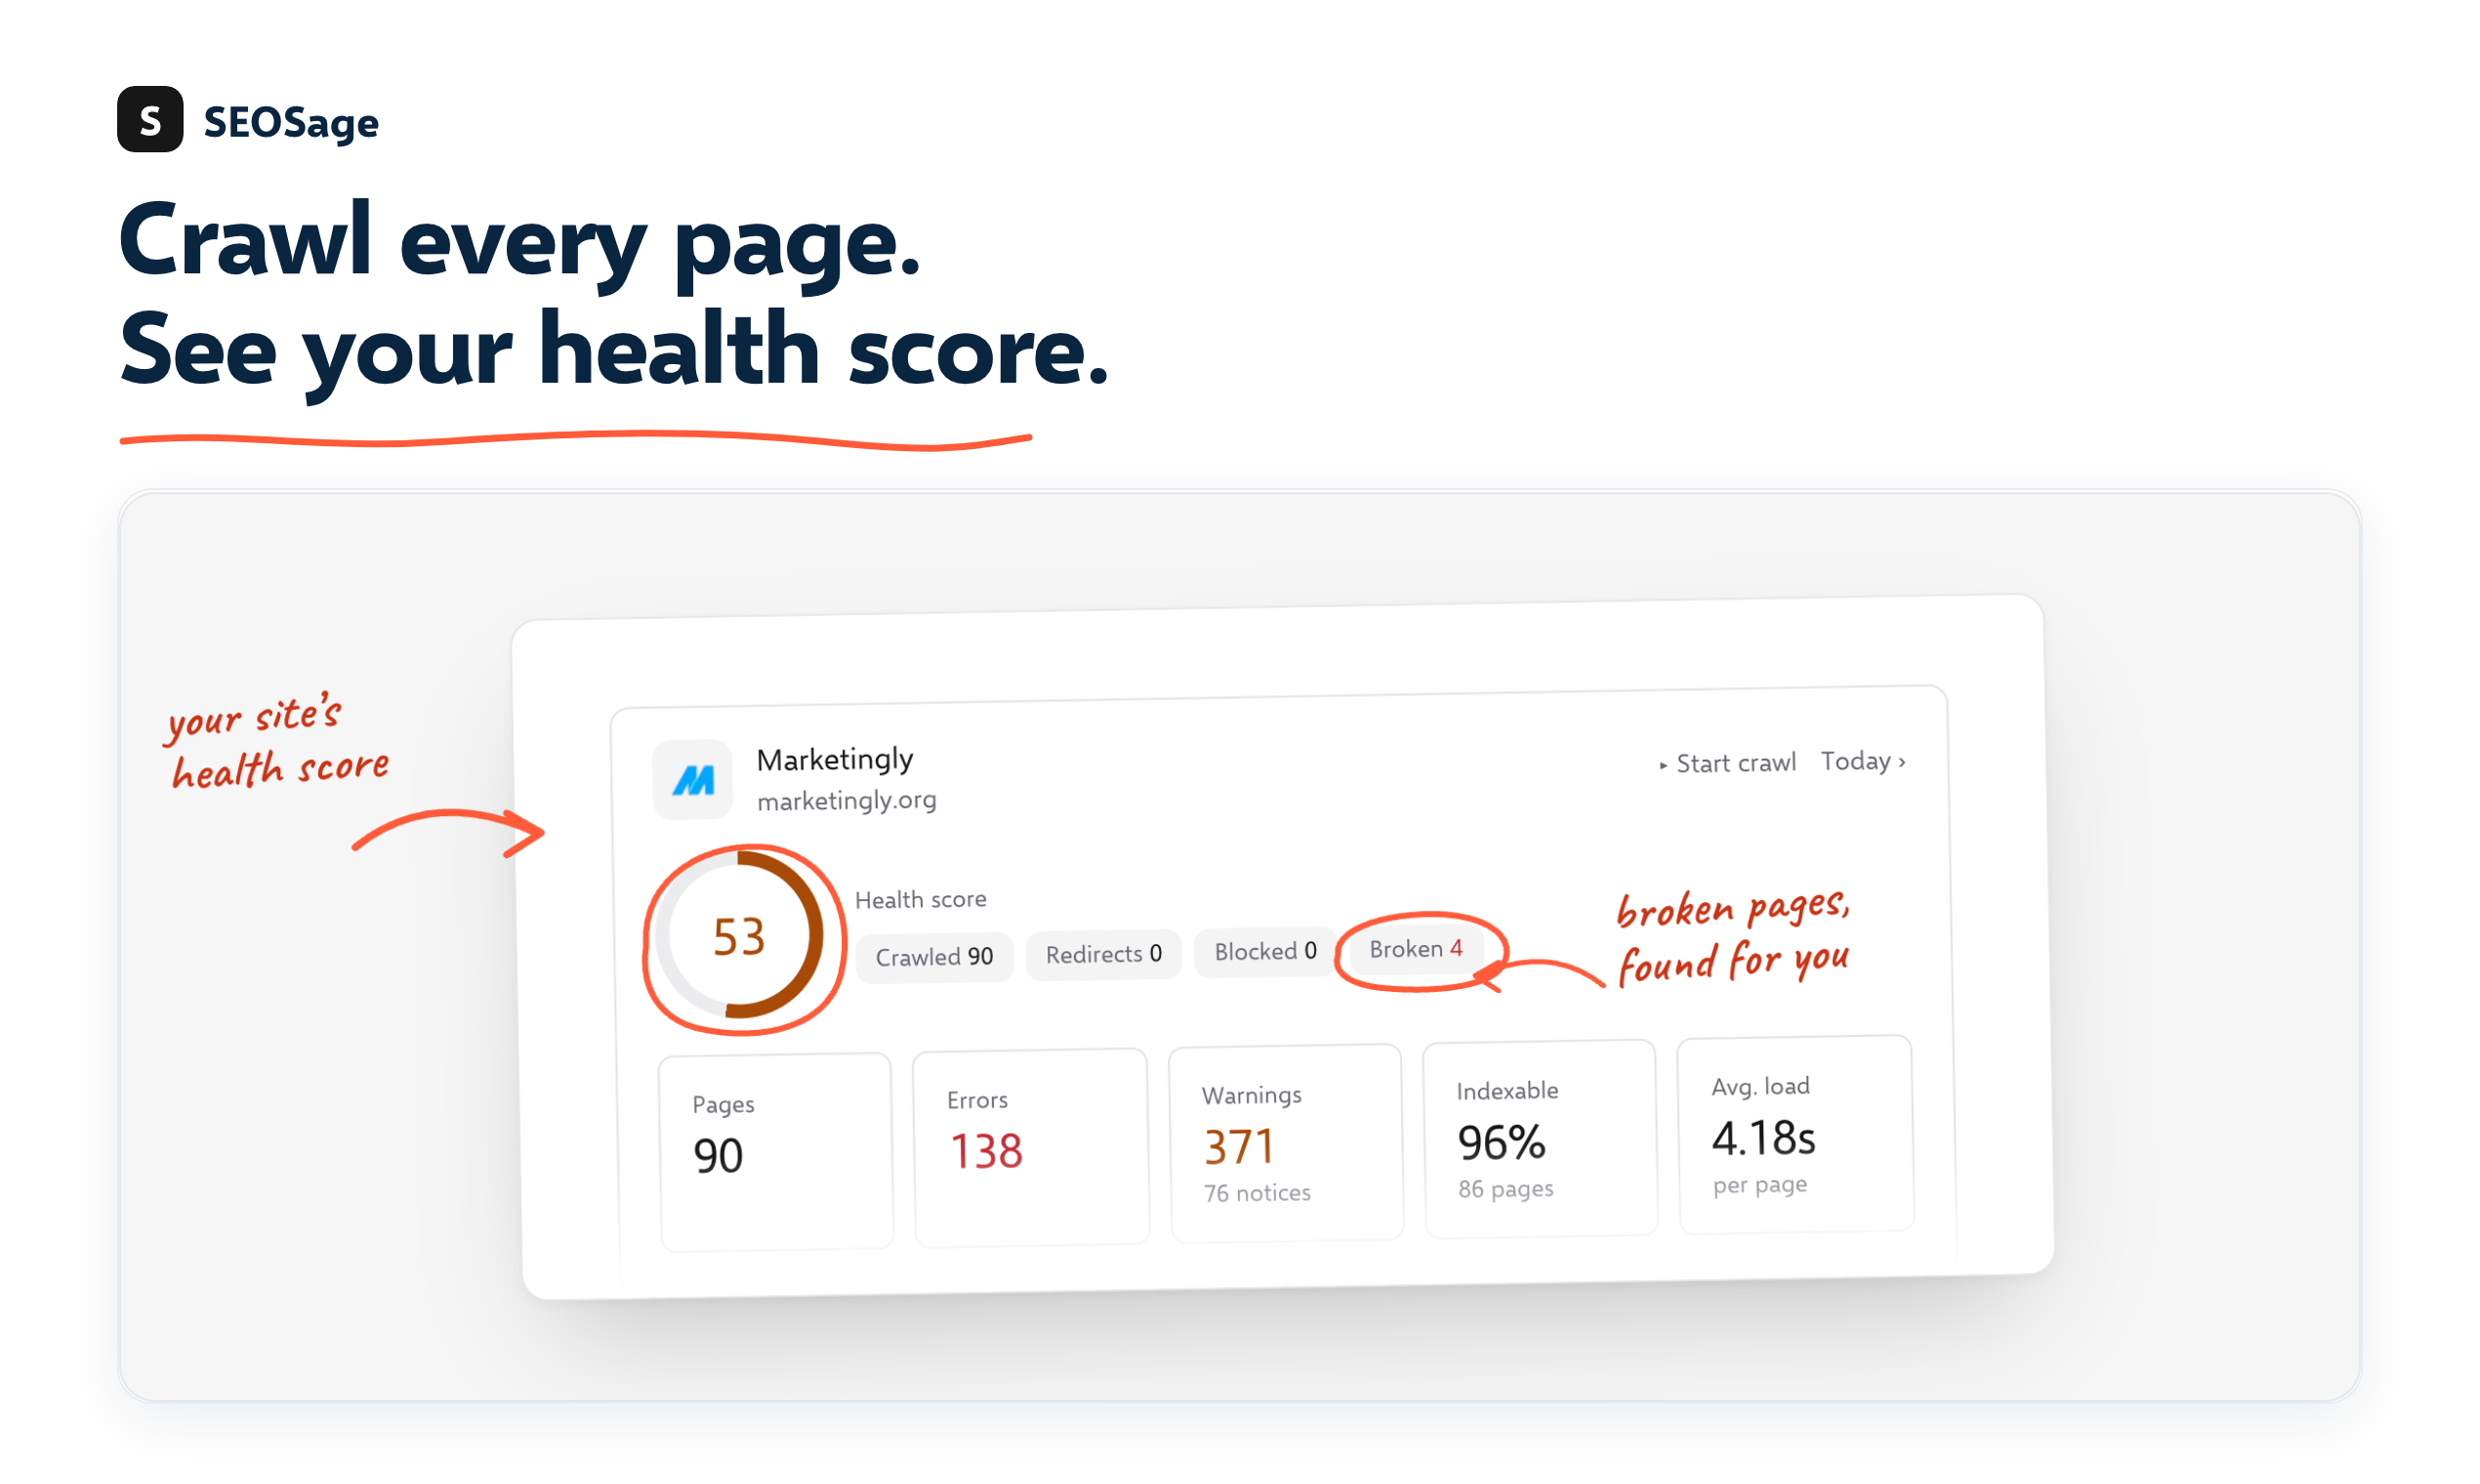 S SEOSage
Crawl every page.
See your health score.
your site's
health score
Marketingly
marketingly.org
▸ Start crawl Today ›
53
Health score
Crawled 90 Redirects 0 Blocked 0 Broken 4
broken pages,
found for you
Pages
90
Errors
138
Warnings
371
76 notices
Indexable
96%
86 pages
Avg. load
4.18s
per page